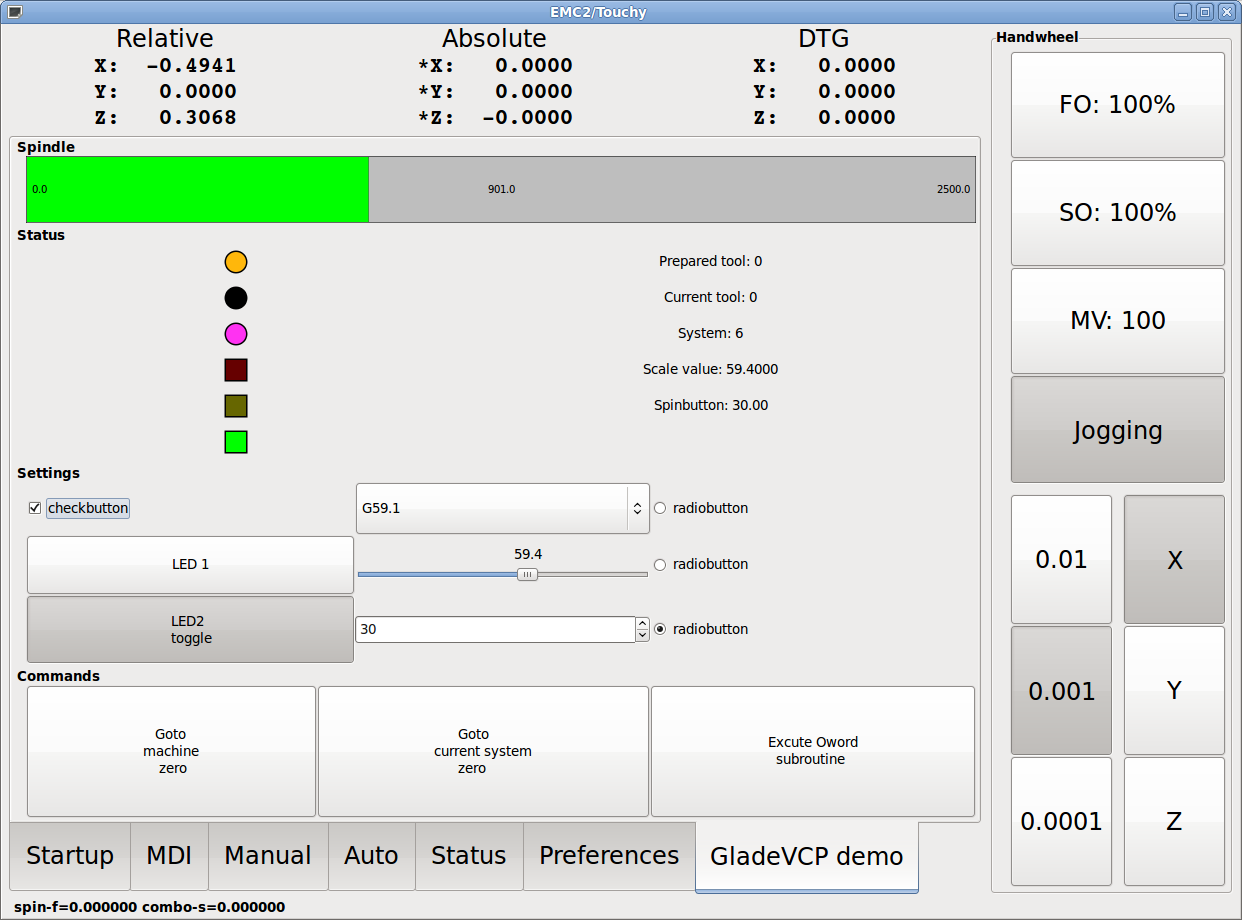 EMC2/Touchy
Relative Absolute DTG
X: -0.4941 *X: 0.0000 X: 0.0000
Y: 0.0000 *Y: 0.0000 Y: 0.0000
Z: 0.3068 *Z: -0.0000 Z: 0.0000
Spindle
0.0 901.0 2500.0
Status
Prepared tool: 0
Current tool: 0
System: 6
Scale value: 59.4000
Spinbutton: 30.00
Settings
checkbutton G59.1 radiobutton
LED 1 59.4 radiobutton
LED2
toggle
30 radiobutton
Commands
Goto
machine
zero
Goto
current system
zero
Excute Oword
subroutine
Startup MDI Manual Auto Status Preferences GladeVCP demo
spin-f=0.000000 combo-s=0.000000
Handwheel
FO: 100%
SO: 100%
MV: 100
Jogging
0.01 X
0.001 Y
0.0001 Z